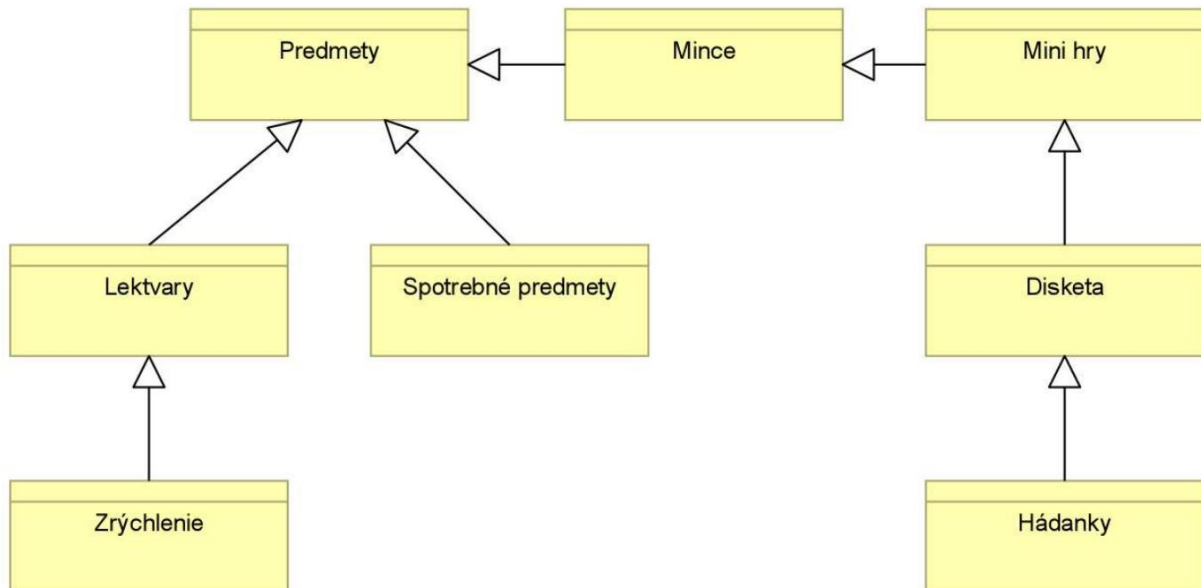 Predmety
Mince
Mini hry
Lektvary
Spotrebné predmety
Disketa
Zrýchlenie
Hádanky